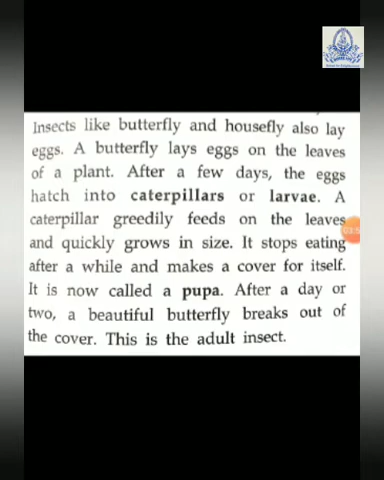 Insects like butterfly and housefly also lay
eggs. A butterfly lays eggs on the leaves
of a plant. After a few days, the eggs
hatch into caterpillars or larvae. A
caterpillar greedily feeds on the leaves
and quickly grows in size. It stops eating
after a while and makes a cover for itself.
It is now called a pupa. After a day or
two, a beautiful butterfly breaks out of
the cover. This is the adult insect.